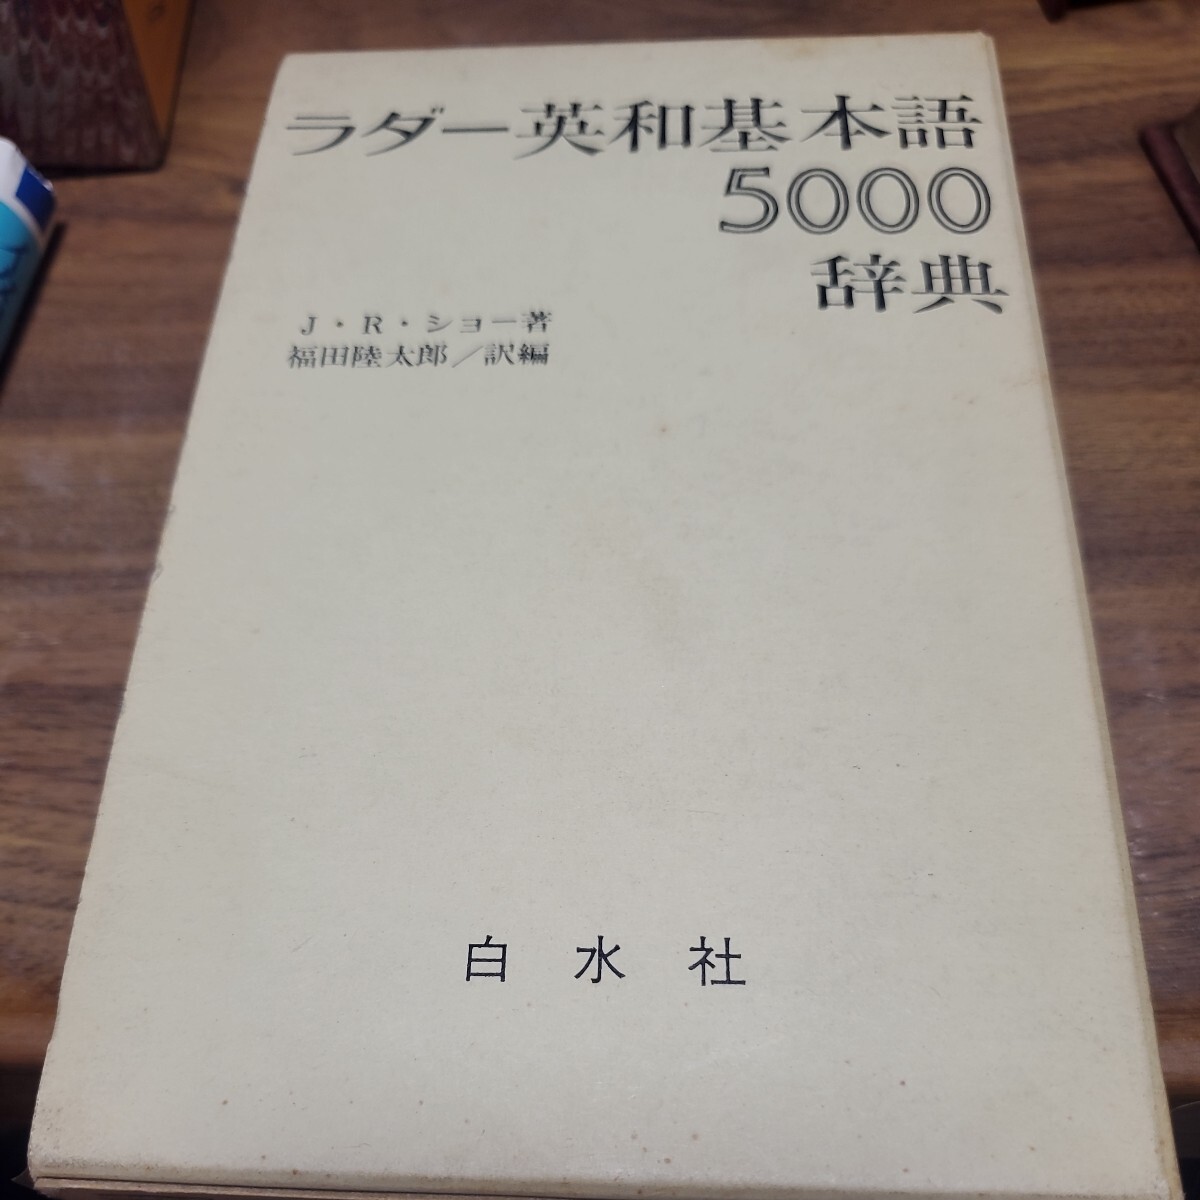 ラダー英和基本語
5000
辞典
J・R・ショー著
福田陸太郎／訳編
白水社